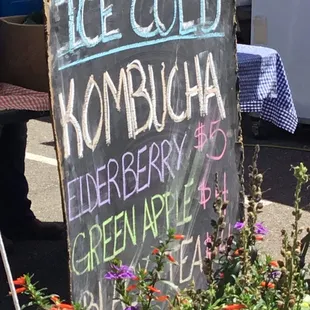 ICE COLD
KOMBUCHA
ELDERBERRY $5
GREEN APPLE $4
TEA